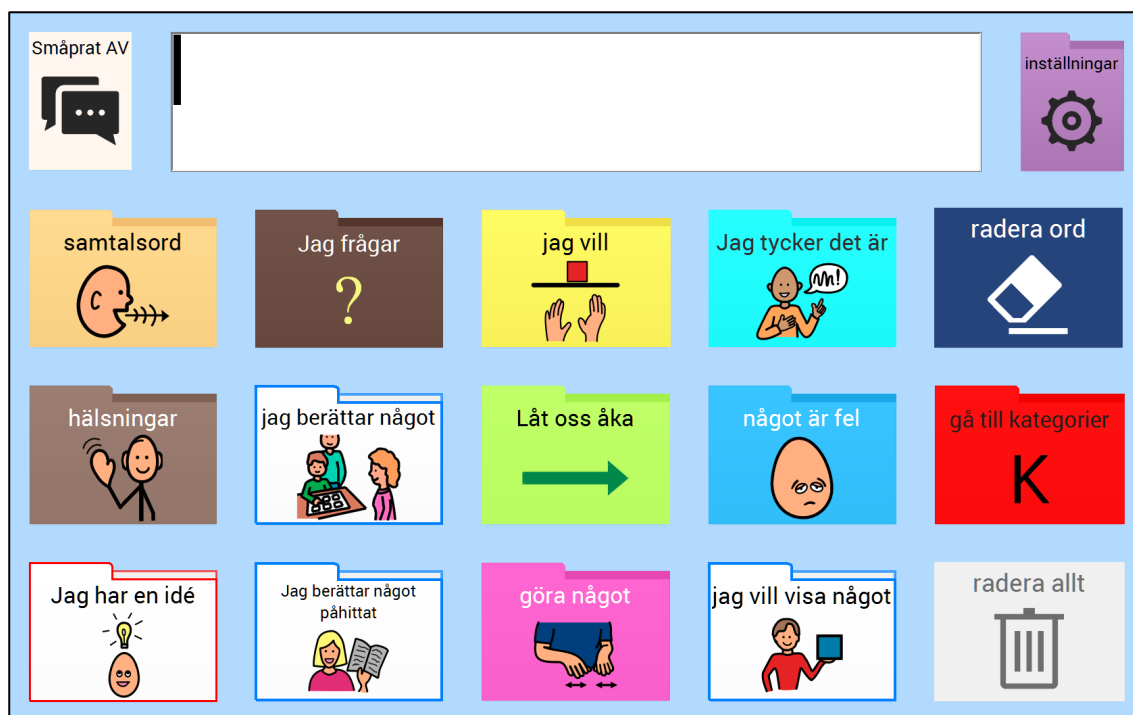 Småprat AV
inställningar
samtalsord
Jag frågar
?
jag vill
Jag tycker det är
radera ord
hälsningar
jag berättar något
Låt oss åka
något är fel
gå till kategorier
K
Jag har en idé
Jag berättar något
påhittat
göra något
jag vill visa något
radera allt